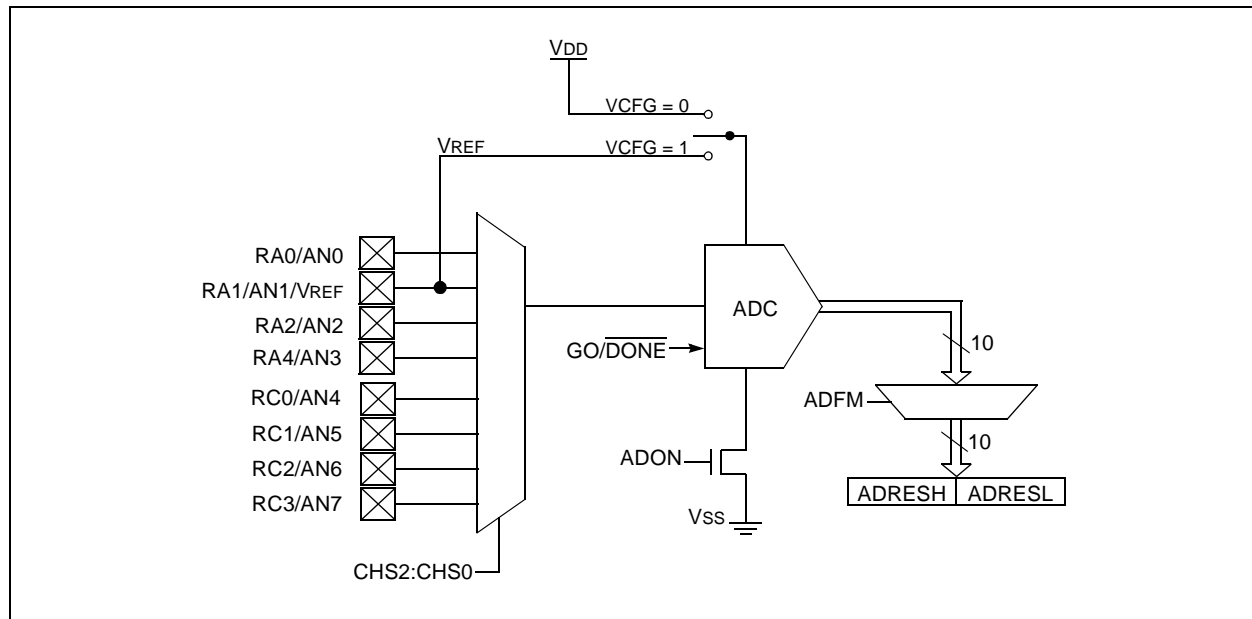 VDD
VCFG = 0
VREF
VCFG = 1
RA0/AN0
RA1/AN1/VREF
RA2/AN2
RA4/AN3
RC0/AN4
RC1/AN5
RC2/AN6
RC3/AN7
CHS2:CHS0
ADC
GO/DONE
10
ADFM
10
ADON
ADRESH ADRESL
VSS